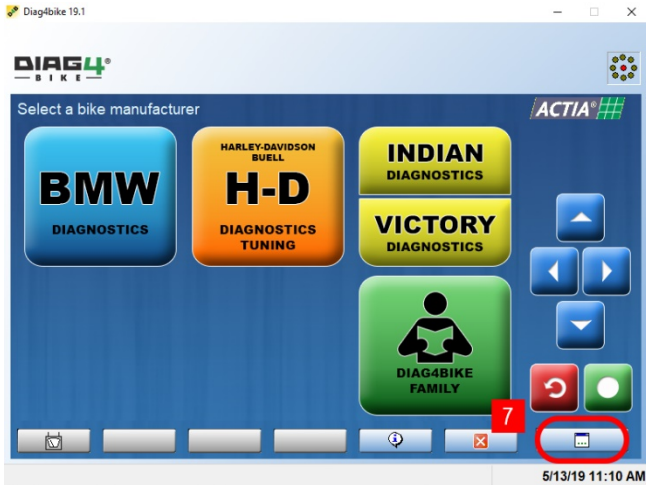 Diag4bike 19.1
DIAG4®
BIKE
Select a bike manufacturer
ACTIA®
BMW
DIAGNOSTICS
HARLEY-DAVIDSON
BUELL
H-D
DIAGNOSTICS
TUNING
INDIAN
DIAGNOSTICS
VICTORY
DIAGNOSTICS
DIAG4BIKE
FAMILY
7
5/13/19 11:10 AM